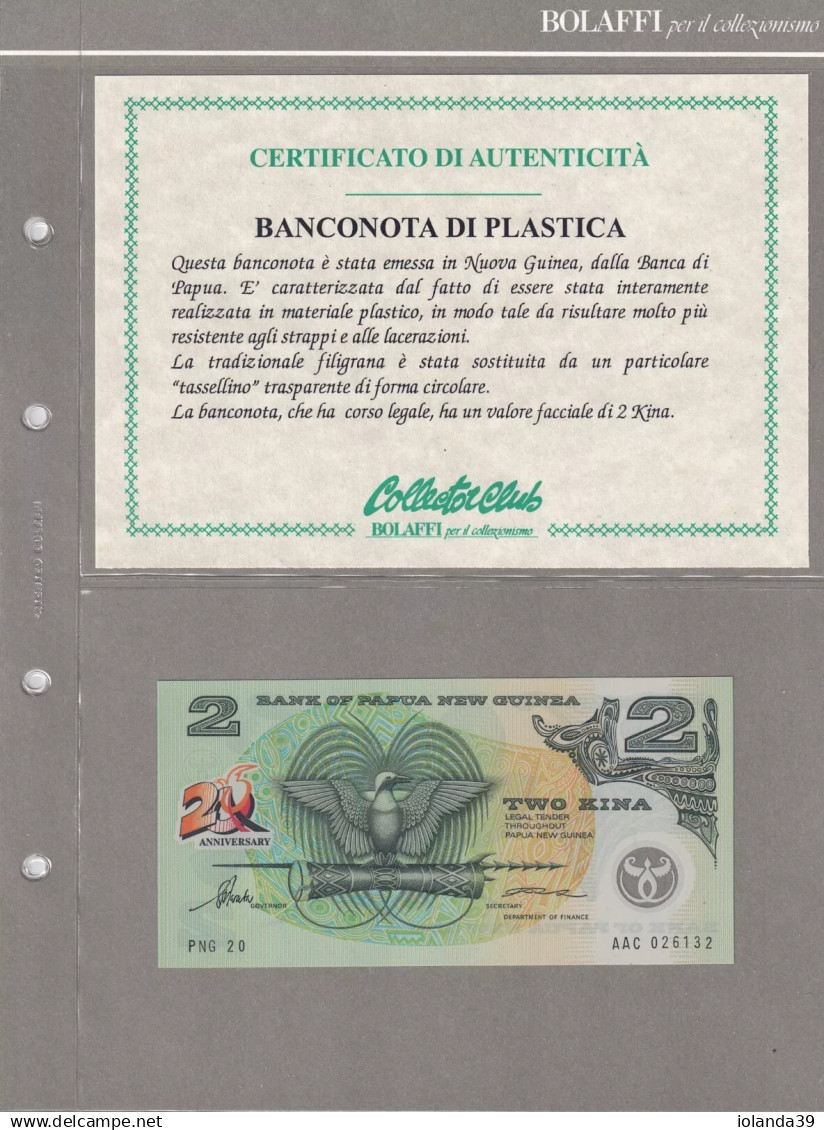 BOLAFFI per il collezionismo
CERTIFICATO DI AUTENTICITÀ
BANCONOTA DI PLASTICA
Questa banconota è stata emessa in Nuova Guinea, dalla Banca di
Papua. E' caratterizzata dal fatto di essere stata interamente
realizzata in materiale plastico, in modo tale da risultare molto più
resistente agli strappi e alle lacerazioni.
La tradizionale filigrana è stata sostituita da un particolare
“tassellino” trasparente di forma circolare.
La banconota, che ha corso legale, ha un valore facciale di 2 Kina.
Collector Club
BOLAFFI per il collezionismo
2 BANK OF PAPUA NEW GUINEA 2
20
ANNIVERSARY
TWO KINA
LEGAL TENDER
THROUGHOUT
PAPUA NEW GUINEA
GOVERNOR
SECRETARY
DEPARTMENT OF FINANCE
PNG 20
AAC 026132
delcampe.net
iolanda39